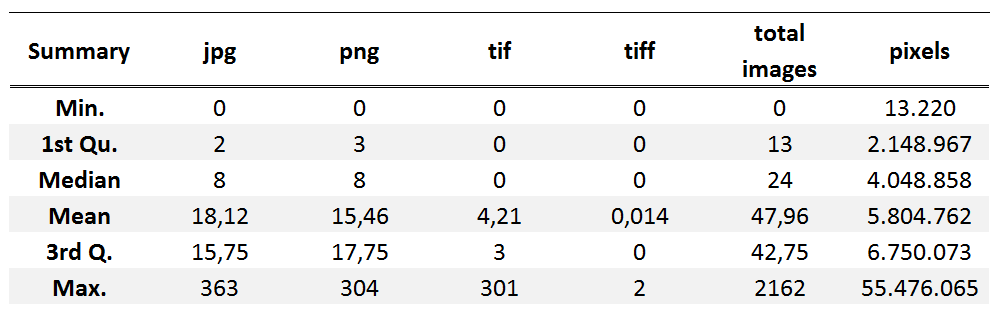 Summary jpg png tif tiff total images pixels
Min. 0 0 0 0 0 13.220
1st Qu. 2 3 0 0 13 2.148.967
Median 8 8 0 0 24 4.048.858
Mean 18,12 15,46 4,21 0,014 47,96 5.804.762
3rd Q. 15,75 17,75 3 0 42,75 6.750.073
Max. 363 304 301 2 2162 55.476.065